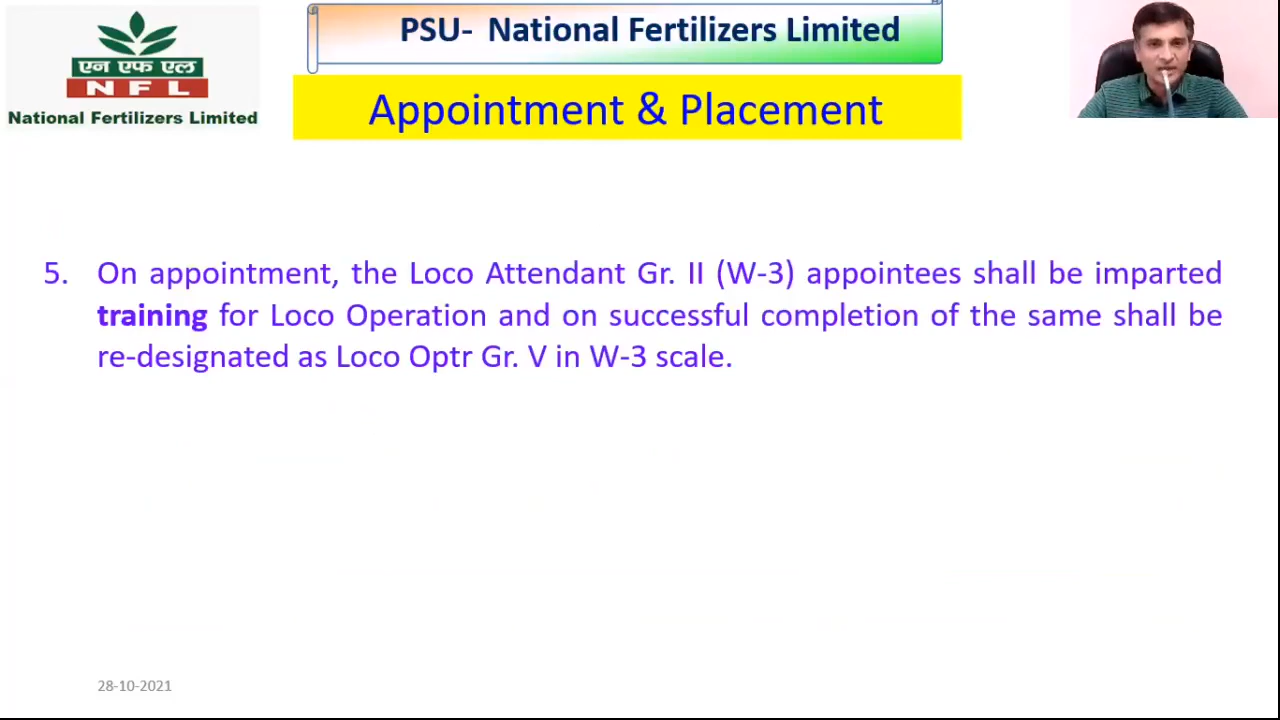 PSU- National Fertilizers Limited
एन एफ एल
N F L
National Fertilizers Limited
Appointment & Placement
5. On appointment, the Loco Attendant Gr. II (W-3) appointees shall be imparted
training for Loco Operation and on successful completion of the same shall be
re-designated as Loco Optr Gr. V in W-3 scale.
28-10-2021